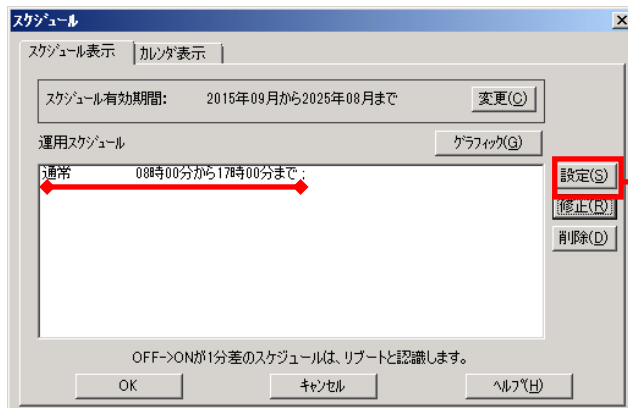 スケジュール
スケジュール表示 カレンダ表示
スケジュール有効期間: 2015年09月から2025年08月まで 変更(C)
運用スケジュール グラフィック(G)
通常 08時00分から17時00分まで;
設定(S)
修正(R)
削除(D)
OFF->ONが1分差のスケジュールは、リブートと認識します。
OK キャンセル ヘルプ(H)